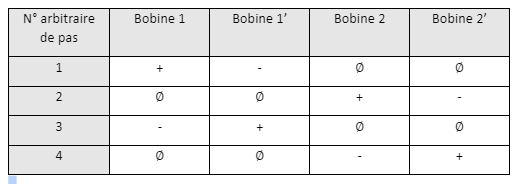 N° arbitraire de pas	Bobine 1	Bobine 1’	Bobine 2	Bobine 2’
1	+	-	Ø	Ø
2	Ø	Ø	+	-
3	-	+	Ø	Ø
4	Ø	Ø	-	+